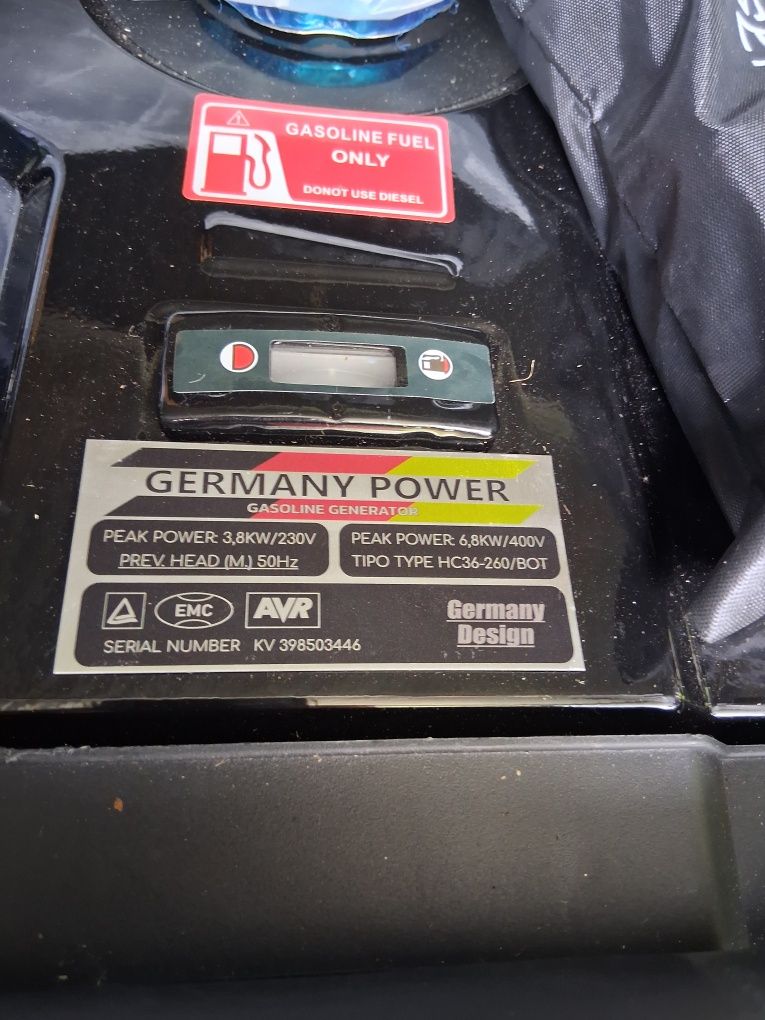 GASOLINE FUEL
ONLY
DONOT USE DIESEL
GERMANY POWER
GASOLINE GENERATOR
PEAK POWER: 3,8KW/230V
PREV. HEAD (M.) 50Hz
PEAK POWER: 6,8KW/400V
TIPO TYPE HC36-260/BOT
EMC
AVR
Germany
Design
SERIAL NUMBER KV 398503446